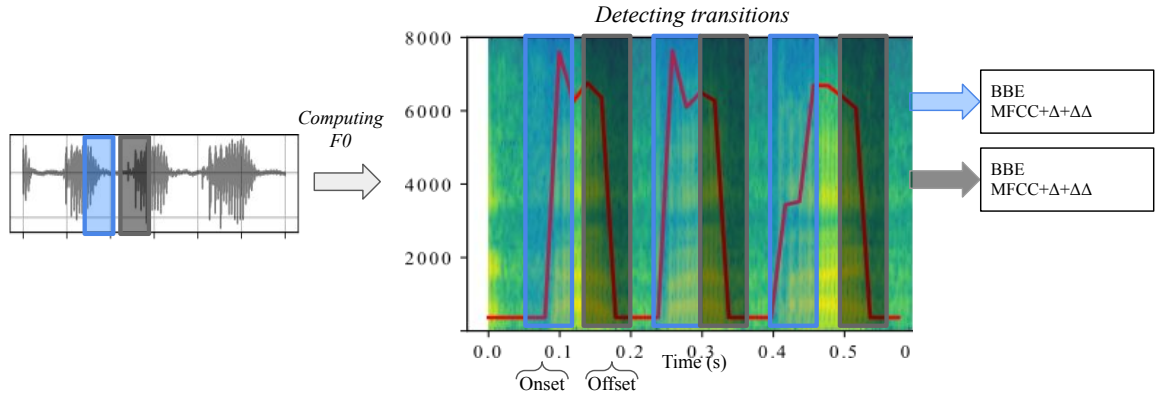 Detecting transitions
Computing
F0
8000
6000
4000
2000
0.0 0.1 0.2 0.3 0.4 0.5 0
Time (s)
Onset Offset
BBE
MFCC+Δ+ΔΔ
BBE
MFCC+Δ+ΔΔ